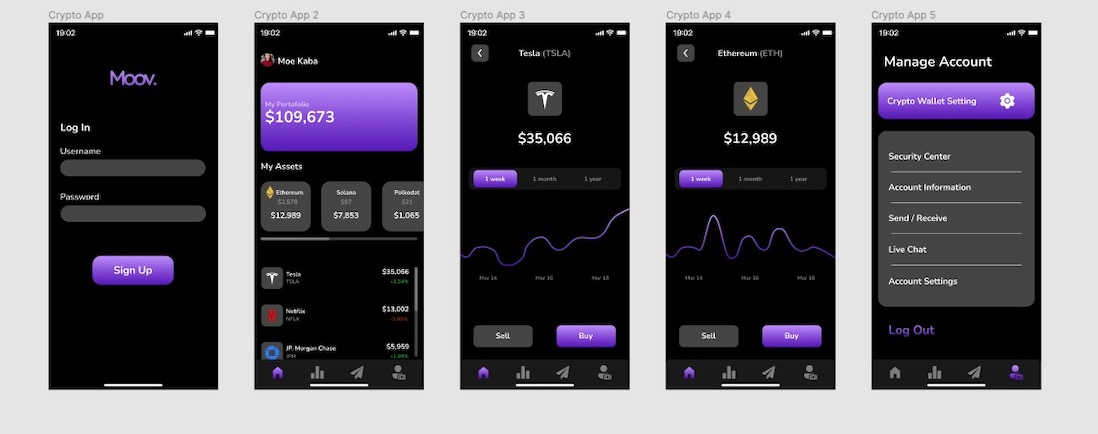 Crypto App
19:02
Moov.
Log In
Username
Password
Sign Up
Crypto App 2
19:02
Moe Kaba
My Portofolio
$109,673
My Assets
Ethereum
$2,578
$12,989
Solana
$97
$7,853
Polkodat
$21
$1,065
Tesla
TSLA
$35,066
+2.34%
Netflix
NFLX
$13,002
JP. Morgan Chase
JPM
$5,959
Crypto App 3
19:02
Tesla (TSLA)
$35,066
1 week
1 month
1 year
Mar 14
Mar 16
Mar 18
Sell
Buy
Crypto App 4
19:02
Ethereum (ETH)
$12,989
1 week
1 month
1 year
Mar 14
Mar 16
Mar 18
Sell
Buy
Crypto App 5
19:02
Manage Account
Crypto Wallet Setting
Security Center
Account Information
Send / Receive
Live Chat
Account Settings
Log Out